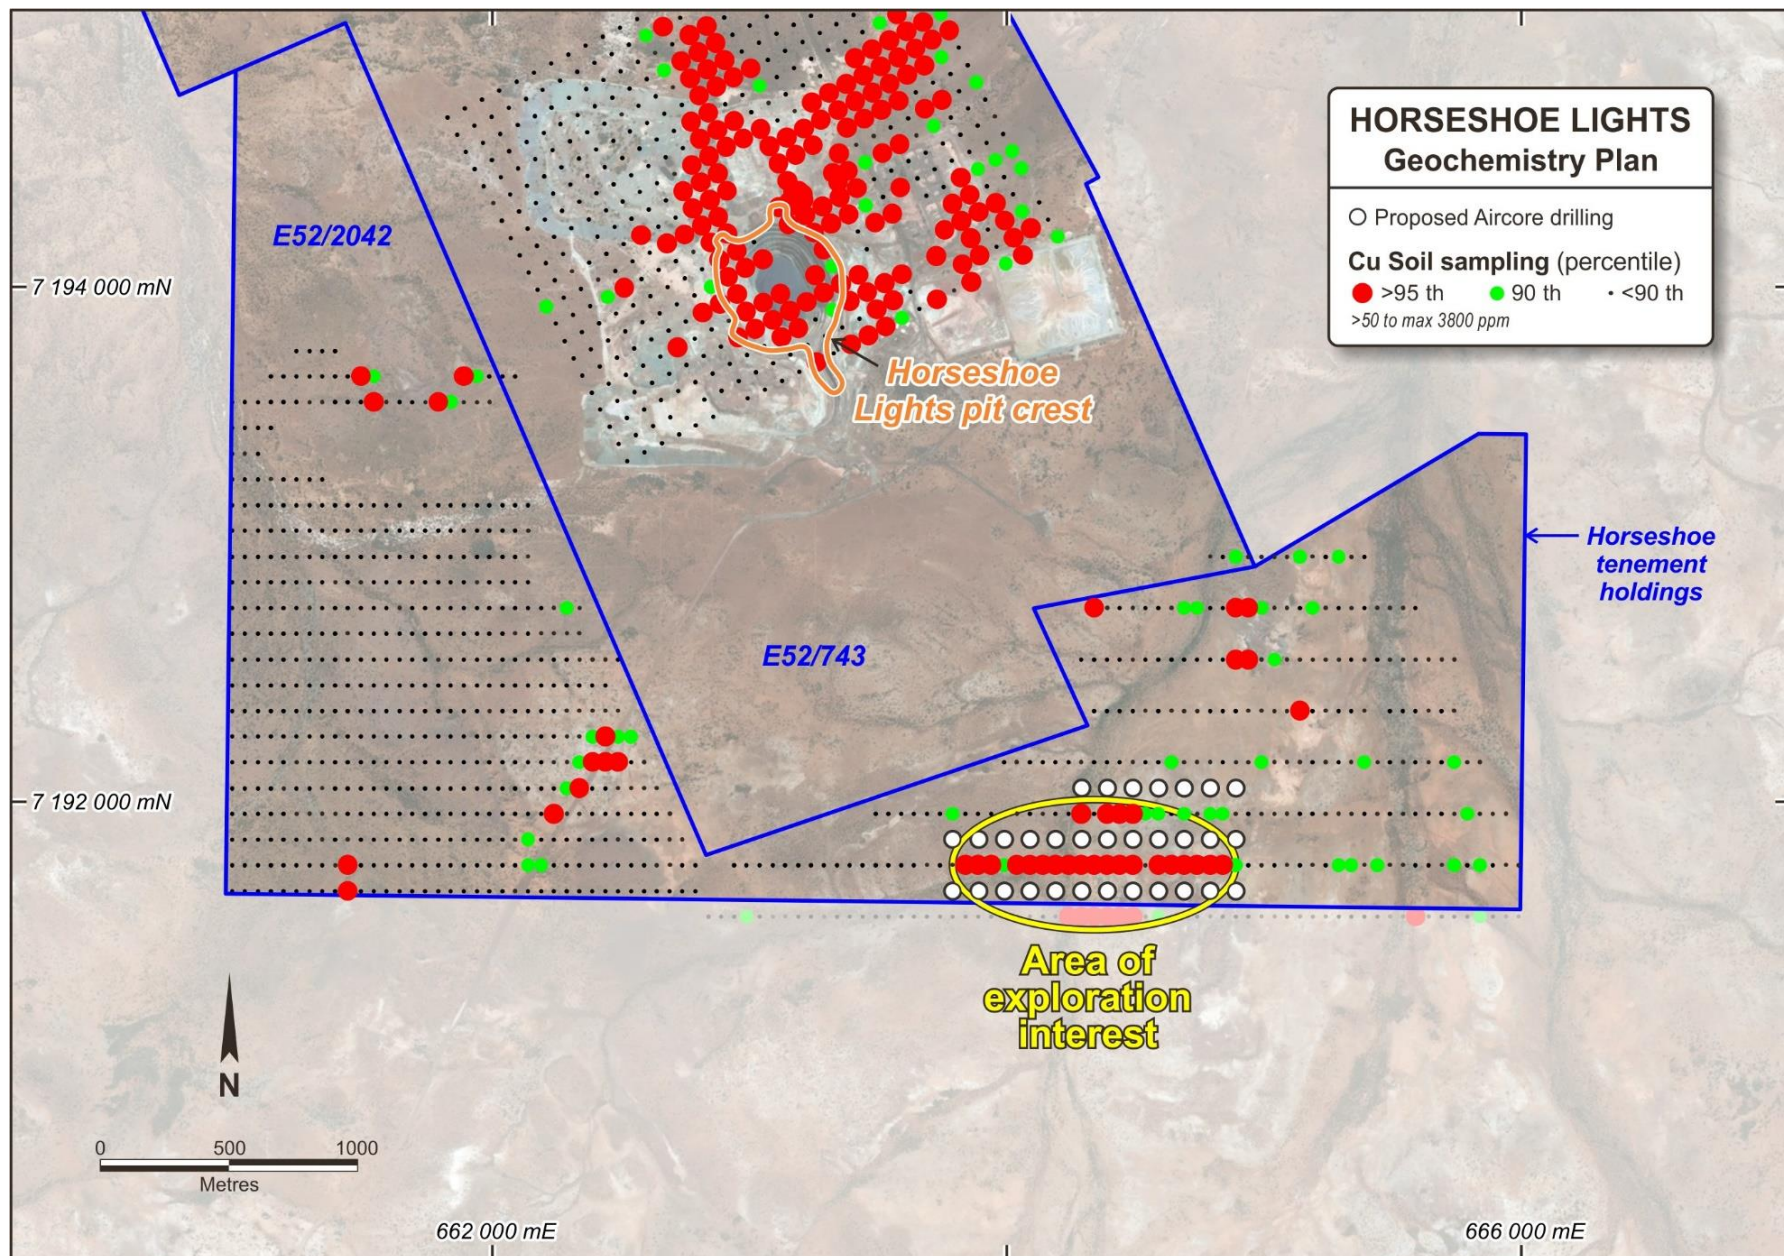 HORSESHOE LIGHTS
Geochemistry Plan
Proposed Aircore drilling
Cu Soil sampling (percentile)
>95 th 90 th <90 th
>50 to max 3800 ppm
E52/2042
7 194 000 mN
Horseshoe
Lights pit crest
Horseshoe
tenement
holdings
E52/743
7 192 000 mN
Area of
exploration
interest
N
0 500 1000
Metres
662 000 mE
666 000 mE